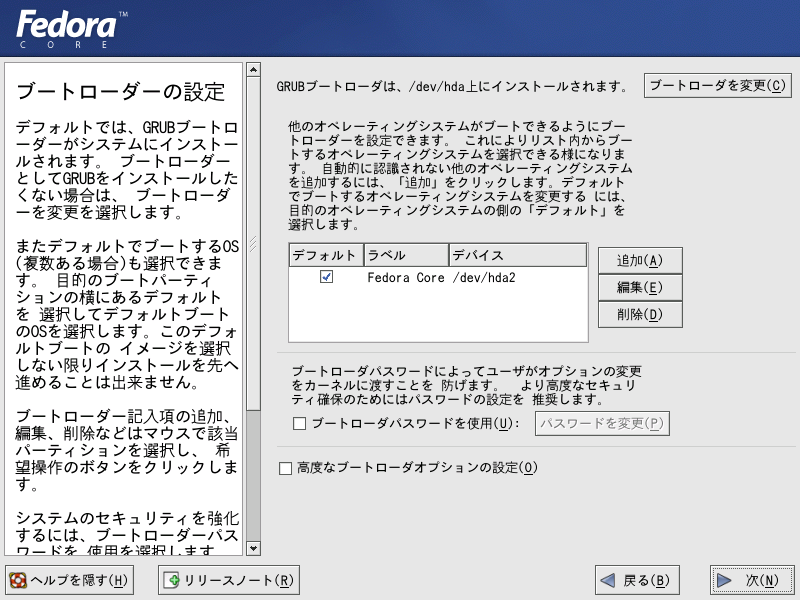 Fedora™
CORE
ブートローダーの設定
デフォルトでは、GRUBブートロ
ーダーがシステムにインストー
ルされます。 ブートローダー
としてGRUBをインストールした
くない場合は、 ブートローダ
ーを変更を選択します。
またデフォルトでブートするOS
(複数ある場合)も選択できま
す。 目的のブートパーティ
ションの横にあるデフォルト
を 選択してデフォルトブート
のOSを選択します。このデフォ
ルトブートの イメージを選択
しない限りインストールを先へ
進めることは出来ません。
ブートローダー記入項の追加、
編集、削除などはマウスで該当
パーティションを選択し、 希
望操作のボタンをクリックしま
す。
システムのセキュリティを強化
するには、ブートローダーパス
ワードを 使用を選択します
GRUBブートローダは、/dev/hda上にインストールされます。
ブートローダを変更(C)
他のオペレーティングシステムがブートできるようにブー
トローダーを設定できます。 これによりリスト内からブー
トするオペレーティングシステムを選択できる様になりま
す。 自動的に認識されない他のオペレーティングシステム
を追加するには、「追加」をクリックします。デフォルト
でブートするオペレーティングシステムを変更する には、
目的のオペレーティングシステムの側の「デフォルト」を
選択します。
デフォルト ラベル デバイス
Fedora Core /dev/hda2
追加(A)
編集(E)
削除(D)
ブートローダパスワードによってユーザがオプションの変更
をカーネルに渡すことを 防げます。 より高度なセキュリ
ティ確保のためにはパスワードの設定を 推奨します。
ブートローダパスワードを使用(U):
パスワードを変更(P)
高度なブートローダオプションの設定(O)
ヘルプを隠す(H)
リリースノート(R)
戻る(B)
次(N)